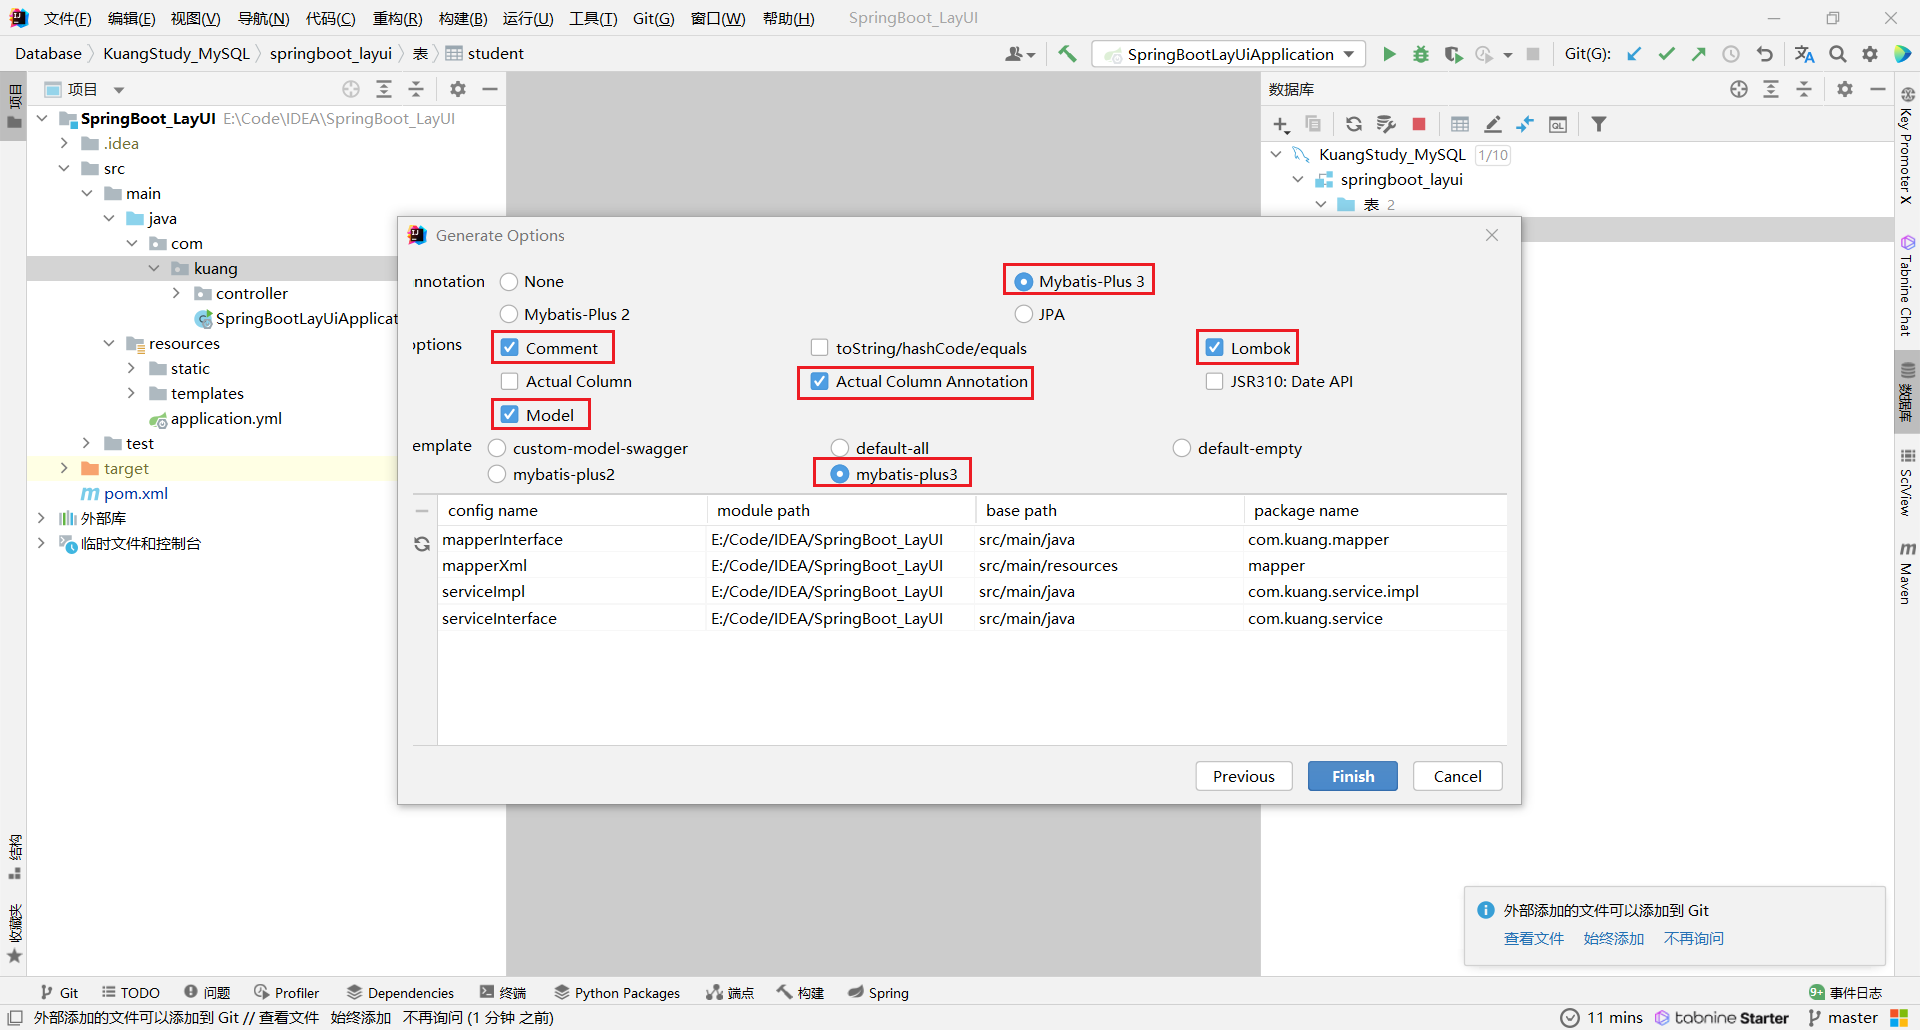 文件(F) 编辑(E) 视图(V) 导航(N) 代码(C) 重构(R) 构建(B) 运行(U) 工具(T) Git(G) 窗口(W) 帮助(H) SpringBoot_LayUI
Database KuangStudy_MySQL springboot_layui 表 student SpringBootLayUiApplication Git(G):
项目
项目
SpringBoot_LayUI E:\Code\IDEA\SpringBoot_LayUI
.idea
src
main
java
com
kuang
controller
SpringBootLayUiApplicat
resources
static
templates
application.yml
test
target
pom.xml
外部库
临时文件和控制台
结构
收藏夹
数据库
KuangStudy_MySQL 1/10
springboot_layui
表 2
Key Promoter X
Tabnine Chat
数据库
SciView
Maven
Generate Options
nnotation None Mybatis-Plus 3
Mybatis-Plus 2 JPA
options Comment toString/hashCode/equals Lombok
Actual Column Actual Column Annotation JSR310: Date API
Model
emplate custom-model-swagger default-all default-empty
mybatis-plus2 mybatis-plus3
config name module path base path package name
mapperInterface E:/Code/IDEA/SpringBoot_LayUI src/main/java com.kuang.mapper
mapperXml E:/Code/IDEA/SpringBoot_LayUI src/main/resources mapper
serviceImpl E:/Code/IDEA/SpringBoot_LayUI src/main/java com.kuang.service.impl
serviceInterface E:/Code/IDEA/SpringBoot_LayUI src/main/java com.kuang.service
Previous Finish Cancel
外部添加的文件可以添加到 Git
查看文件 始终添加 不再询问
Git TODO 问题 Profiler Dependencies 终端 Python Packages 端点 构建 Spring 9+ 事件日志
外部添加的文件可以添加到 Git // 查看文件 始终添加 不再询问 (1 分钟 之前) 11 mins tabnine Starter master